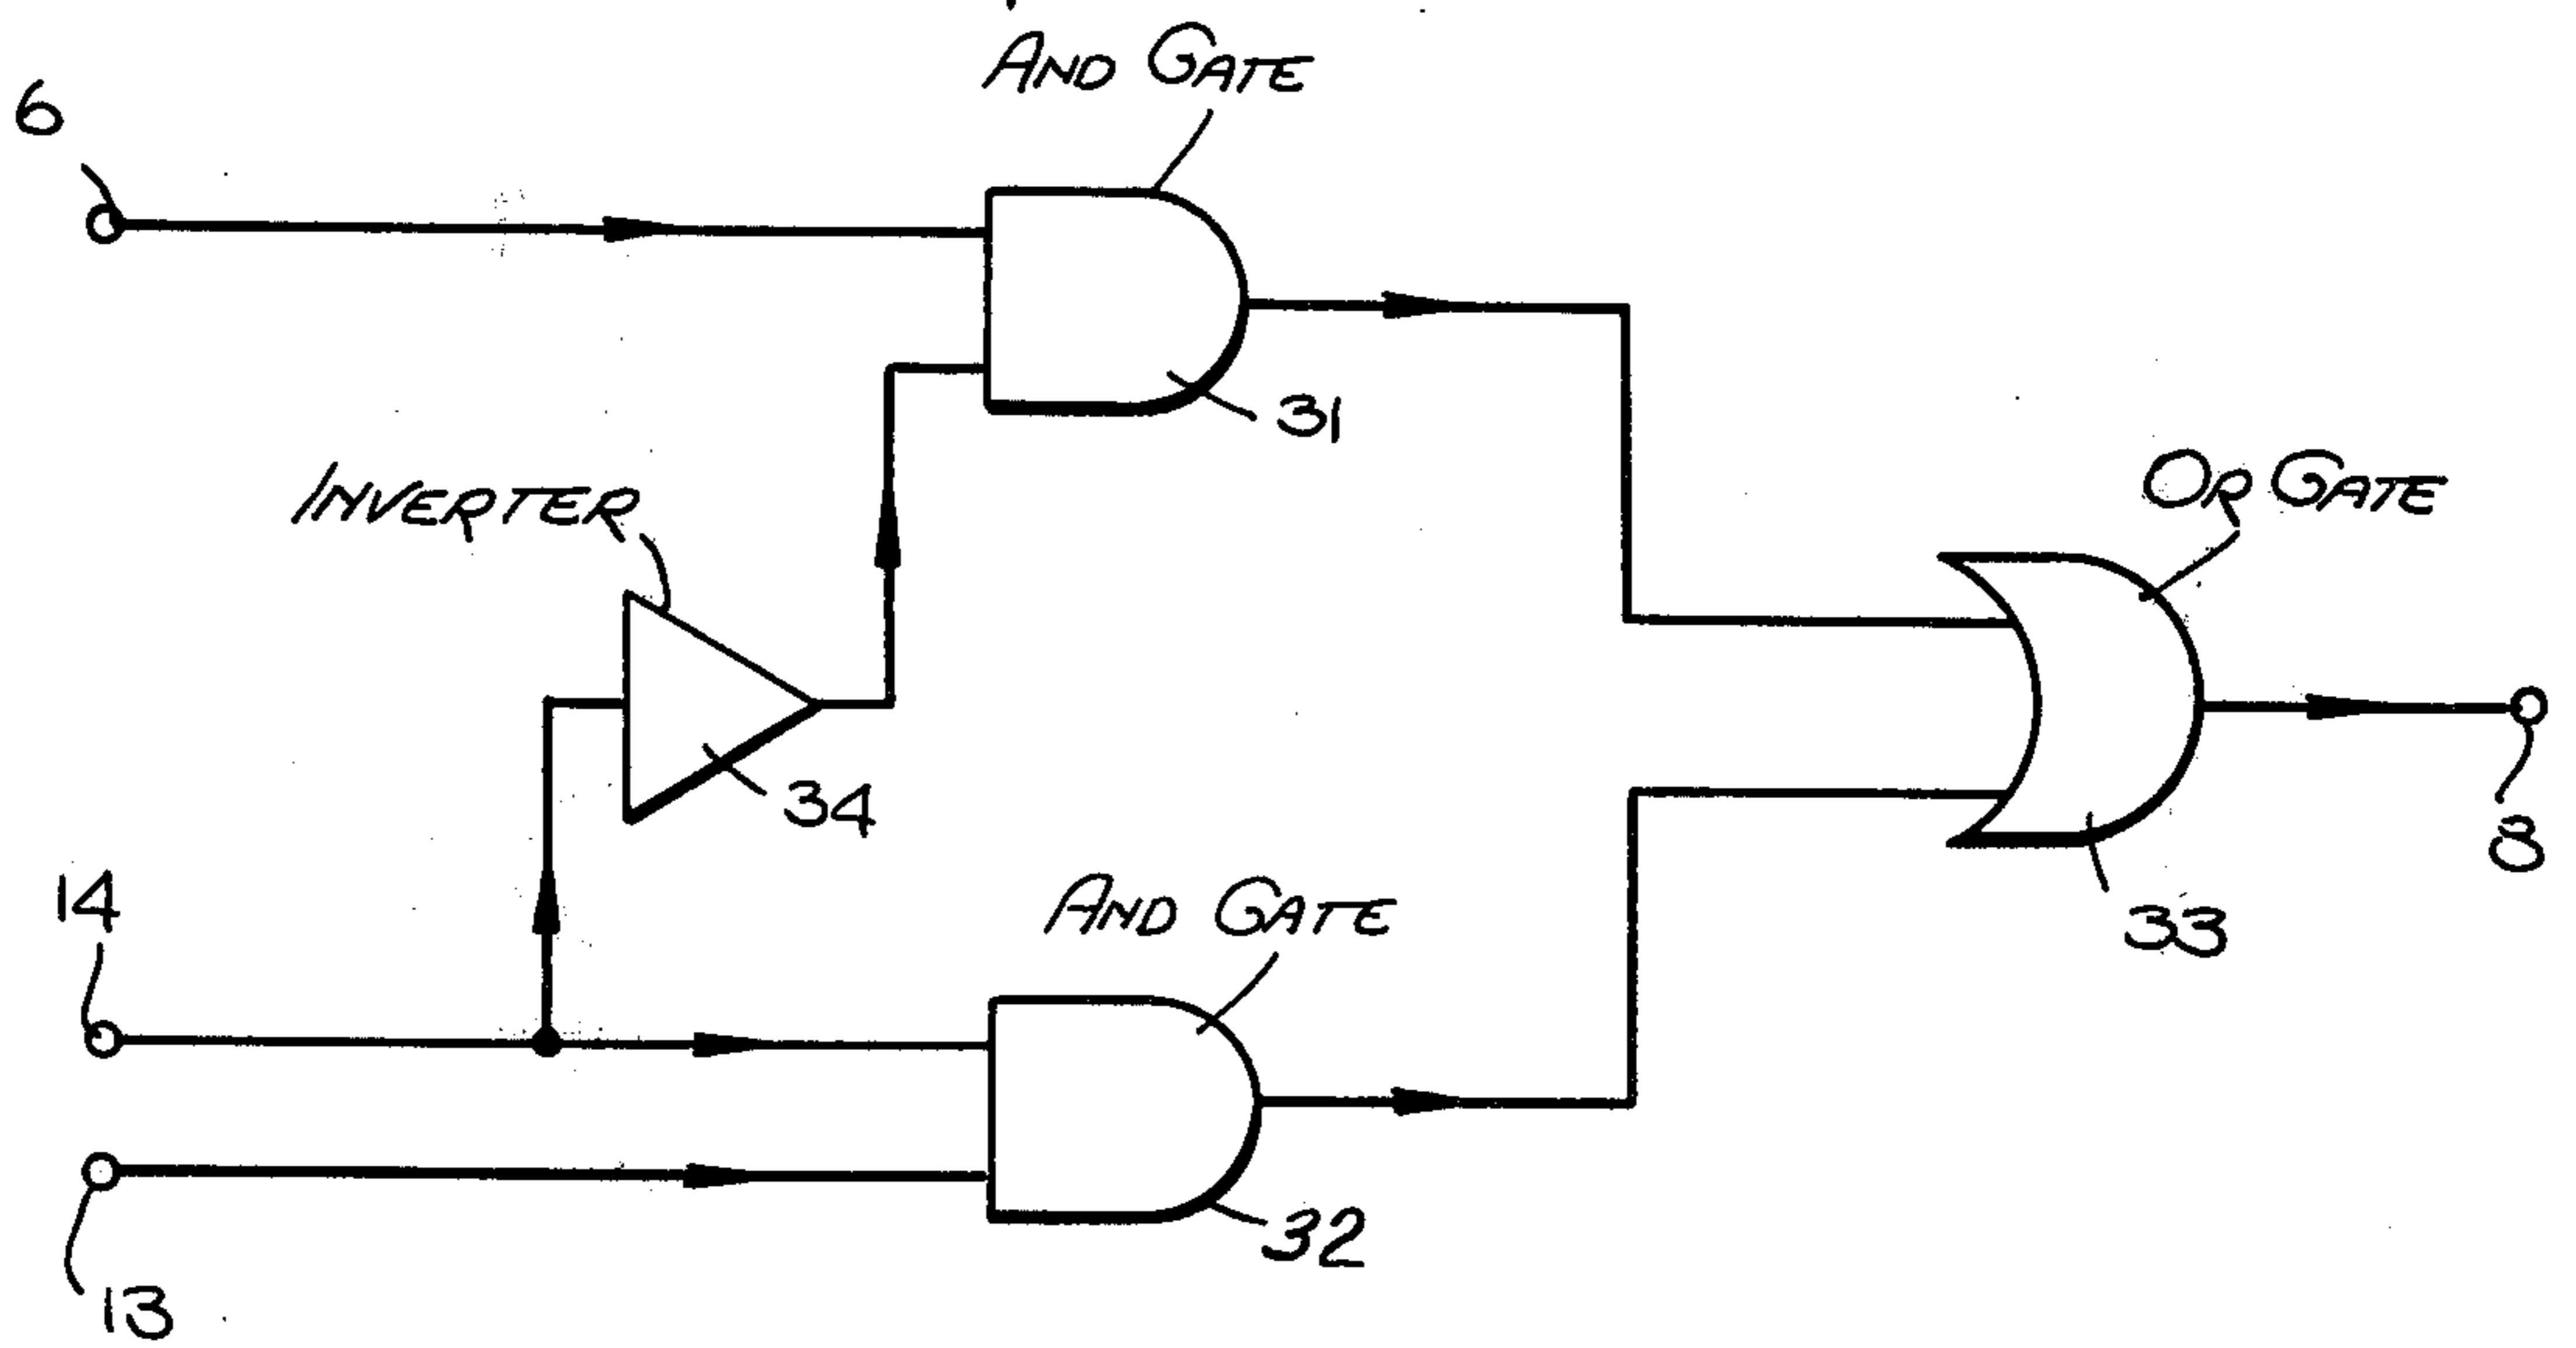 AND GATE
6
31
INVERTER
OR GATE
34
14
AND GATE
8
33
32
13